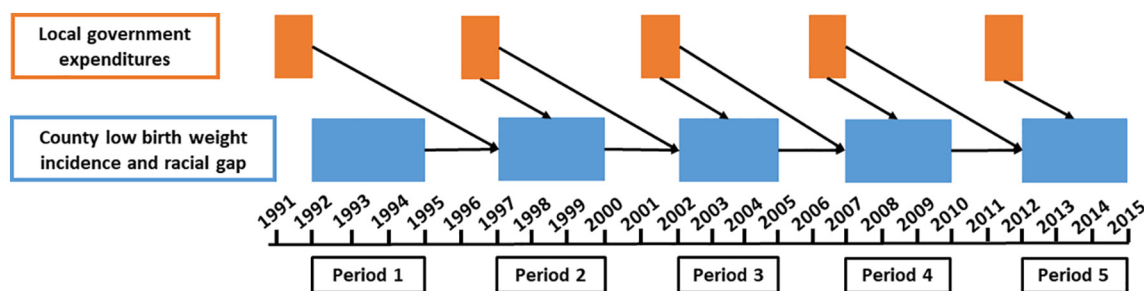 Local government
expenditures
County low birth weight
incidence and racial gap
1991 1992 1993 1994 1995 1996 1997 1998 1999 2000 2001 2002 2003 2004 2005 2006 2007 2008 2009 2010 2011 2012 2013 2014 2015
Period 1 Period 2 Period 3 Period 4 Period 5